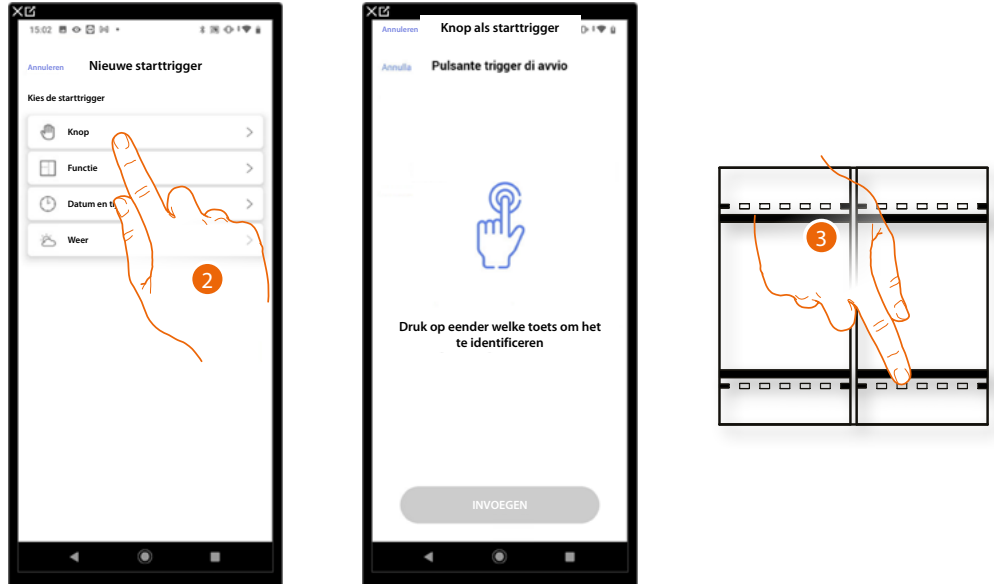 15:02
Annuleren Nieuwe starttrigger
Kies de starttrigger
Knop
Functie
Datum en
Weer
2
Annuleren Knop als starttrigger
Annulla Pulsante trigger di avvio
Druk op eender welke toets om het
te identificeren
INVOEGEN
3